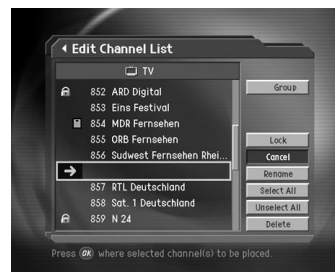 Edit Channel List
TV
852 ARD Digital
853 Eins Festival
854 MDR Fernsehen
855 ORB Fernsehen
856 Sudwest Fernsehen Rhei...
857 RTL Deutschland
858 Sat. 1 Deutschland
859 N 24
Group
Lock
Cancel
Rename
Select All
Unselect All
Delete
Press OK where selected channel(s) to be placed.